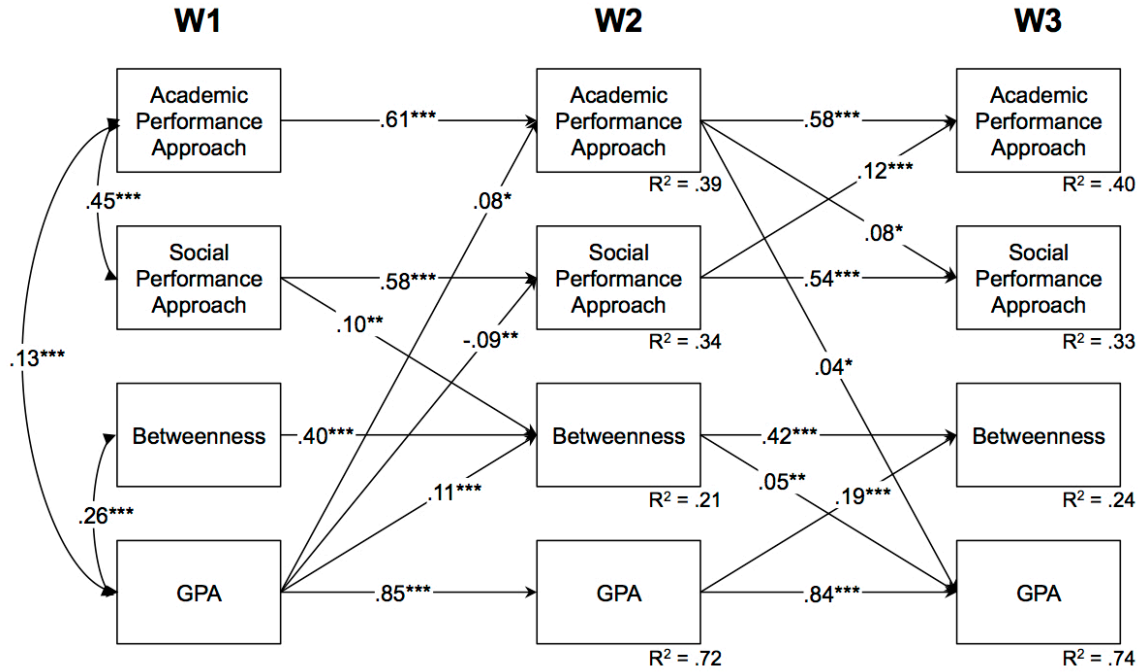 W1 W2 W3
Academic
Performance
Approach
.61***
Academic
Performance
Approach
.58***
Academic
Performance
Approach
.12***
R² = .39
R² = .40
.45***
.08*
.08*
Social
Performance
Approach
.58***
Social
Performance
Approach
.54***
Social
Performance
Approach
.10**
-.09**
R² = .34
R² = .33
.13***
.04*
Betweenness
.40***
Betweenness
.42***
Betweenness
.05**
.11***
.19***
R² = .21
R² = .24
.26***
GPA
.85***
GPA
.84***
GPA
R² = .72
R² = .74